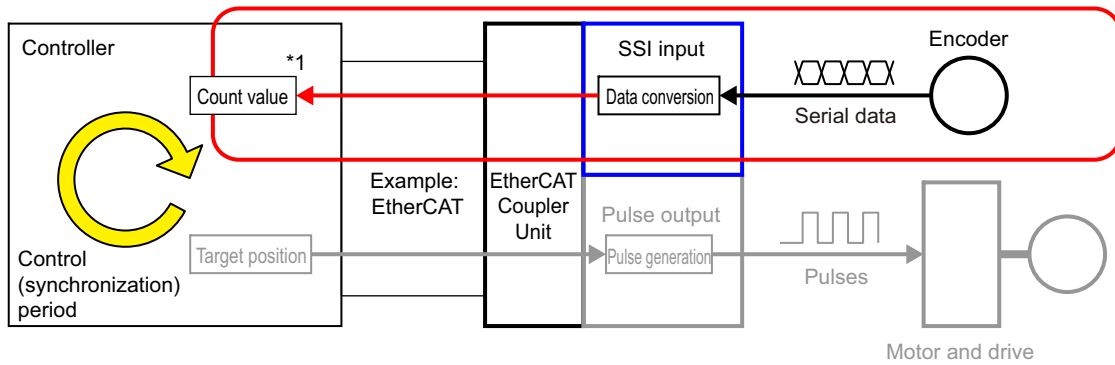 Controller
*1
Count value
SSI input
Data conversion
Encoder
Serial data
Example:
EtherCAT
EtherCAT
Coupler
Unit
Control
(synchronization)
period
Target position
Pulse output
Pulse generation
Pulses
Motor and drive